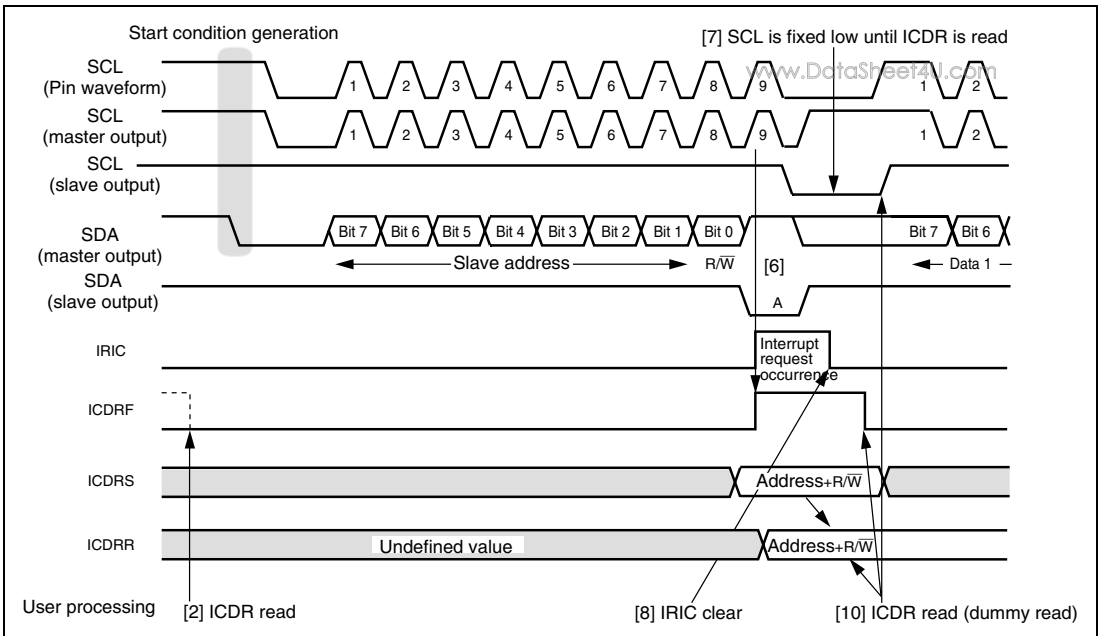 Start condition generation
[7] SCL is fixed low until ICDR is read
www.DataSheet4U.com
SCL
(Pin waveform)
1 2 3 4 5 6 7 8 9 1 2
SCL
(master output)
1 2 3 4 5 6 7 8 9 1 2
SCL
(slave output)
SDA
(master output)
Bit 7 Bit 6 Bit 5 Bit 4 Bit 3 Bit 2 Bit 1 Bit 0 Bit 7 Bit 6
Slave address R/W̅ [6] Data 1
SDA
(slave output)
A
IRIC
Interrupt
request
occurrence
ICDRF
ICDRS
Address+R/W̅
ICDRR
Undefined value
Address+R/W̅
User processing
[2] ICDR read
[8] IRIC clear
[10] ICDR read (dummy read)